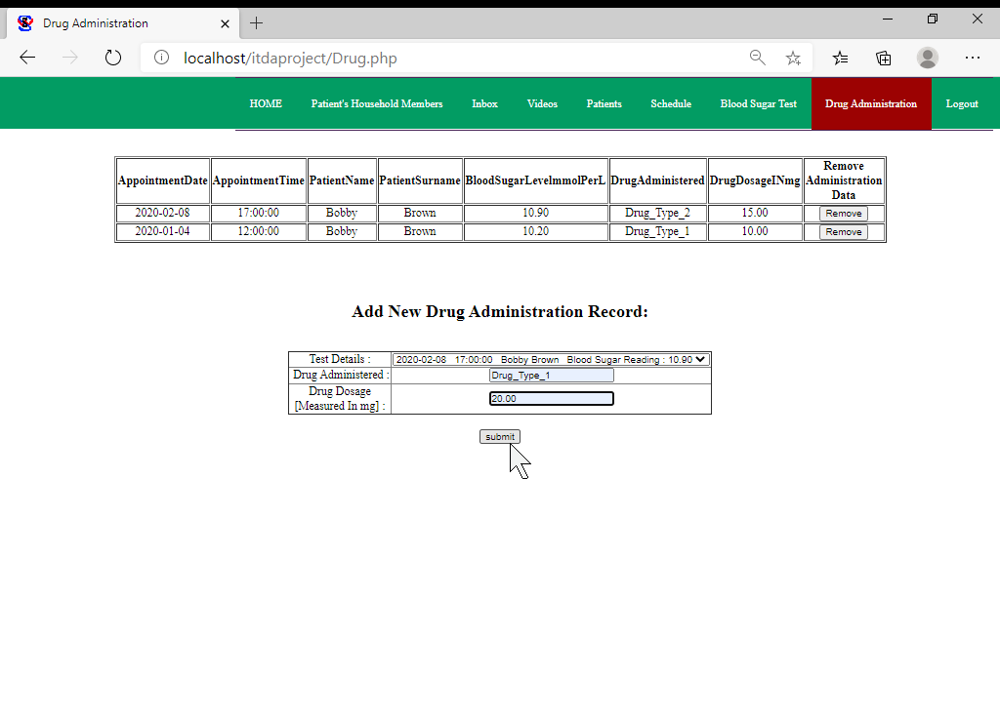 Drug Administration
localhost/itdaproject/Drug.php
HOME Patient's Household Members Inbox Videos Patients Schedule Blood Sugar Test Drug Administration Logout
AppointmentDate AppointmentTime PatientName PatientSurname BloodSugarLevelmmolPerL DrugAdministered DrugDosageINmg Remove Administration Data
2020-02-08 17:00:00 Bobby Brown 10.90 Drug_Type_2 15.00 Remove
2020-01-04 12:00:00 Bobby Brown 10.20 Drug_Type_1 10.00 Remove
Add New Drug Administration Record:
Test Details : 2020-02-08 17:00:00 Bobby Brown Blood Sugar Reading : 10.90
Drug Administered : Drug_Type_1
Drug Dosage
[Measured In mg] : 20.00
submit